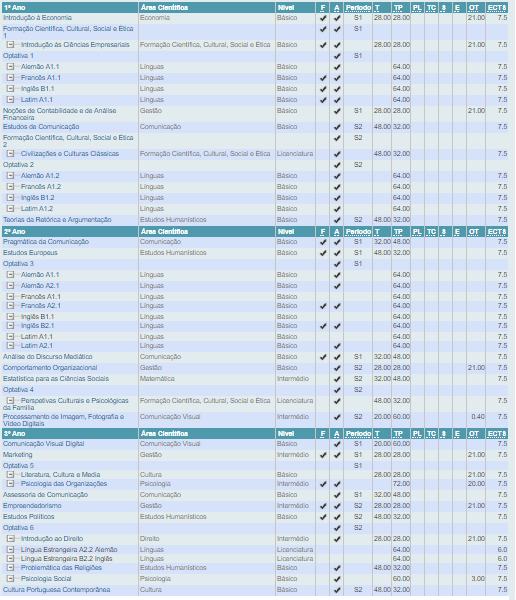 1º Ano Área Científica Nível F A Período T TP PL TC S E OT ECTS
Introdução à Economia Economia Básico ✔ ✔ S1 28.00 28.00 21.00 7.5
Formação Científica, Cultural, Social e Ética ✔ ✔ S1
1
Introdução às Ciências Empresariais Formação Científica, Cultural, Social e Ética Básico ✔ ✔ 28.00 28.00 21.00 7.5
Optativa 1 ✔ S1
Alemão A1.1 Línguas Básico ✔ 64.00 7.5
Francês A1.1 Línguas Básico ✔ ✔ 64.00 7.5
Inglês B1.1 Línguas Básico ✔ ✔ 64.00 7.5
Latim A1.1 Línguas Básico ✔ ✔ 64.00 7.5
Noções de Contabilidade e de Análise Gestão Básico ✔ S1 28.00 28.00 21.00 7.5
Financeira
Estudos de Comunicação Comunicação Básico ✔ S2 48.00 32.00 7.5
Formação Científica, Cultural, Social e Ética ✔ S2
2
Civilizações e Culturas Clássicas Formação Científica, Cultural, Social e Ética Licenciatura ✔ 48.00 32.00 7.5
Optativa 2 ✔ S2
Alemão A1.2 Línguas Básico ✔ 64.00 7.5
Francês A1.2 Línguas Básico ✔ 64.00 7.5
Inglês B1.2 Línguas Básico ✔ 64.00 7.5
Latim A1.2 Línguas Básico ✔ 64.00 7.5
Teorias da Retórica e Argumentação Estudos Humanísticos Básico ✔ S2 48.00 32.00 7.5
2º Ano Área Científica Nível F A Período T TP PL TC S E OT ECTS
Pragmática da Comunicação Comunicação Básico ✔ ✔ S1 32.00 48.00 7.5
Estudos Europeus Estudos Humanísticos Básico ✔ ✔ S1 48.00 32.00 7.5
Optativa 3 ✔ S1
Alemão A1.1 Línguas Básico ✔ 64.00 7.5
Alemão A2.1 Línguas Básico ✔ 64.00 7.5
Francês A1.1 Línguas Básico 64.00 7.5
Francês A2.1 Línguas Básico ✔ ✔ 64.00 7.5
Inglês B1.1 Línguas Básico 64.00 7.5
Inglês B2.1 Línguas Básico ✔ ✔ 64.00 7.5
Latim A1.1 Línguas Básico 64.00 7.5
Latim A2.1 Línguas Básico ✔ 64.00 7.5
Análise do Discurso Mediático Comunicação Básico ✔ ✔ S1 32.00 48.00 7.5
Comportamento Organizacional Gestão Básico ✔ S2 28.00 28.00 21.00 7.5
Estatística para as Ciências Sociais Matemática Intermédio ✔ S2 32.00 48.00 7.5
Optativa 4 ✔ S2
Perspetivas Culturais e Psicológicas Formação Científica, Cultural, Social e Ética Licenciatura ✔ 48.00 32.00 7.5
da Família
Processamento de Imagem, Fotografia e Comunicação Visual Intermédio ✔ S2 20.00 60.00 0.40 7.5
Vídeo Digitais
3º Ano Área Científica Nível F A Período T TP PL TC S E OT ECTS
Comunicação Visual Digital Comunicação Visual Básico ✔ S1 20.00 60.00 7.5
Marketing Gestão Intermédio ✔ ✔ S1 28.00 28.00 21.00 7.5
Optativa 5 S1
Literatura, Cultura e Media Cultura Básico 28.00 28.00 21.00 7.5
Psicologia das Organizações Psicologia Intermédio ✔ ✔ 72.00 20.00 7.5
Assessoria de Comunicação Comunicação Básico ✔ S1 32.00 48.00 7.5
Empreendedorismo Gestão Intermédio ✔ ✔ S2 28.00 28.00 21.00 7.5
Estudos Políticos Estudos Humanísticos Básico ✔ ✔ S2 48.00 32.00 7.5
Optativa 6 ✔ S2
Introdução ao Direito Direito Intermédio ✔ 28.00 28.00 21.00 7.5
Língua Estrangeira A2.2 Alemão Línguas Licenciatura 64.00 6.0
Língua Estrangeira B2.2 Inglês Línguas Licenciatura 64.00 6.0
Problemática das Religiões Estudos Humanísticos Básico ✔ 48.00 32.00 7.5
Psicologia Social Psicologia Básico ✔ 60.00 3.00 7.5
Cultura Portuguesa Contemporânea Cultura Básico ✔ S2 48.00 32.00 7.5